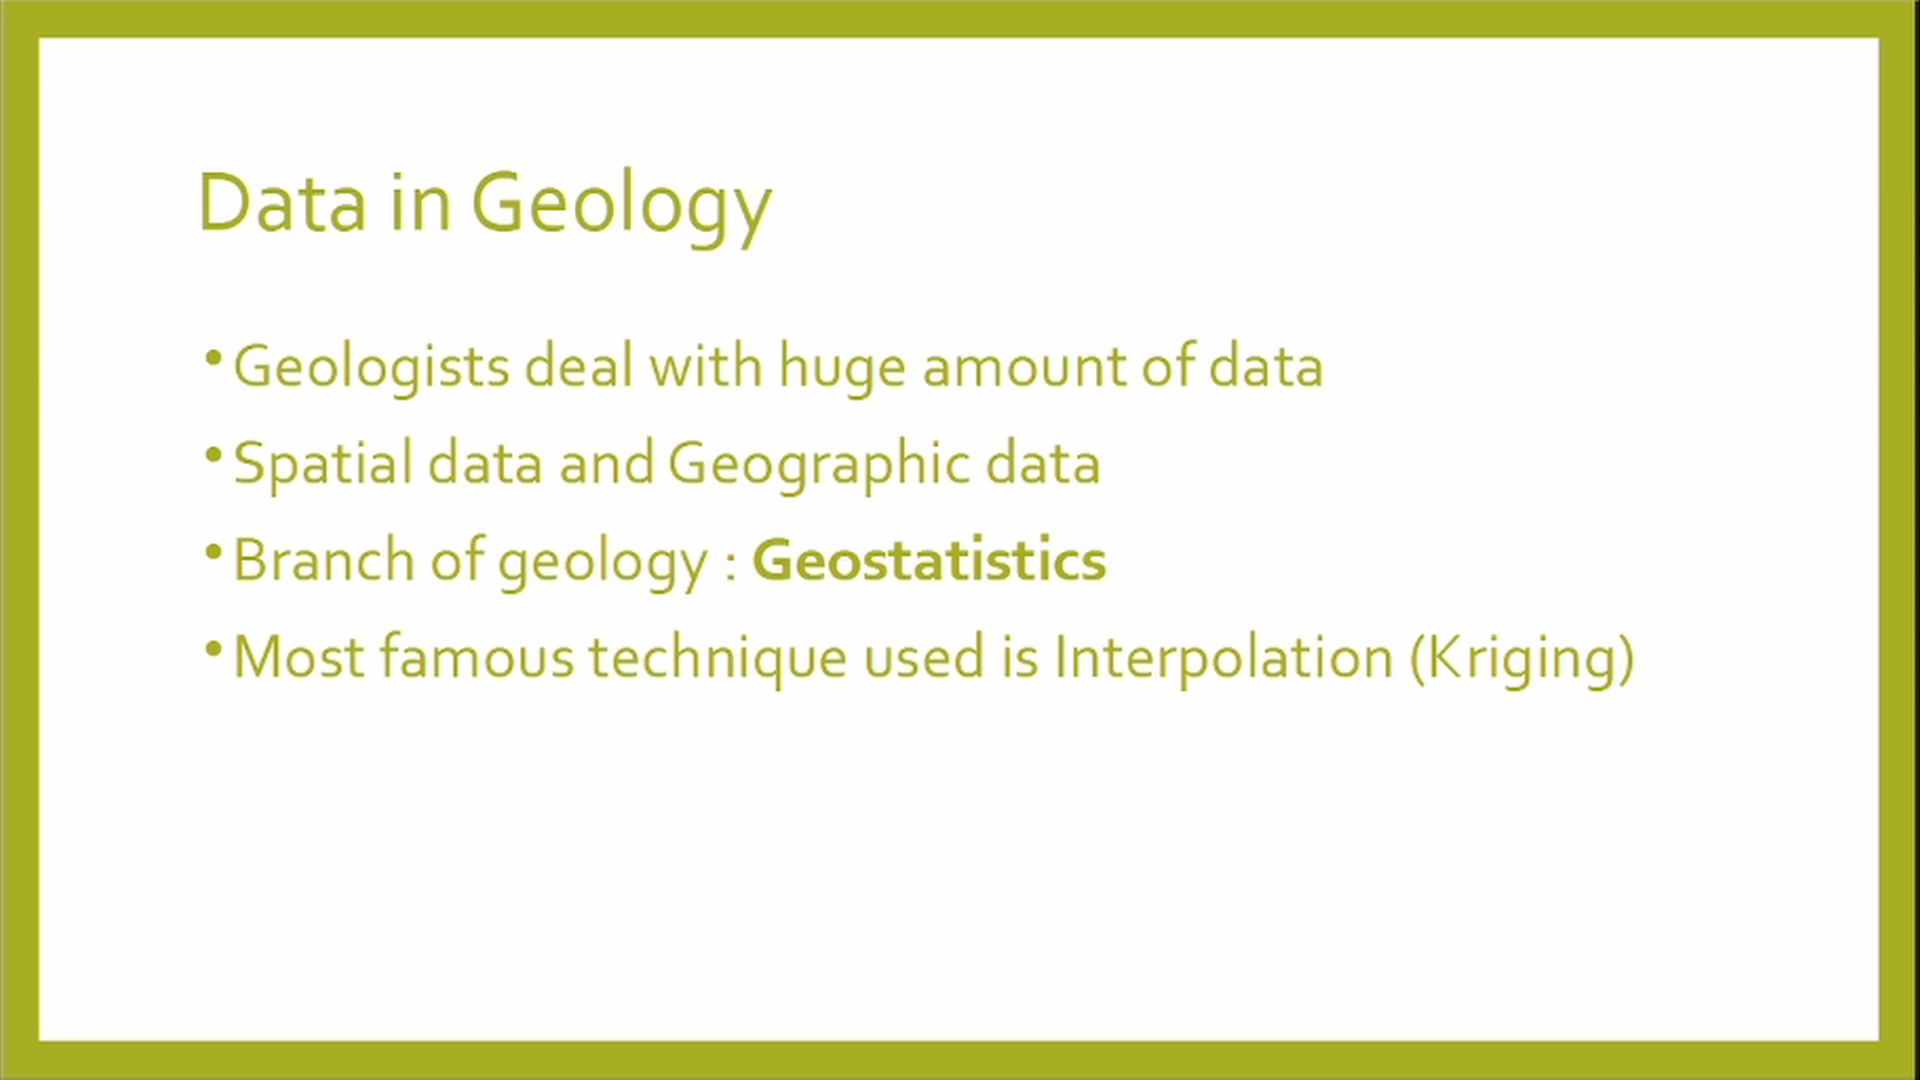 Data in Geology
• Geologists deal with huge amount of data
• Spatial data and Geographic data
• Branch of geology : Geostatistics
• Most famous technique used is Interpolation (Kriging)